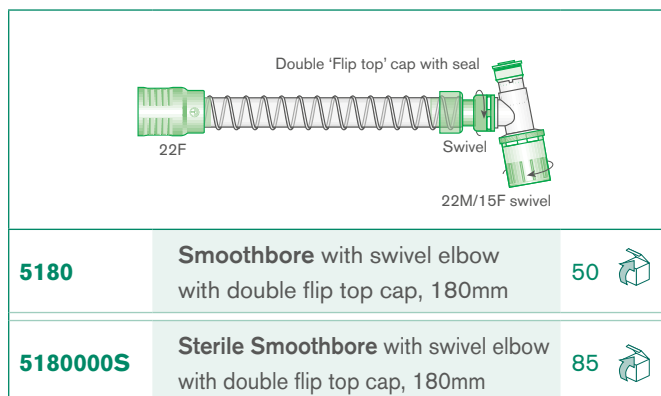 Double ‘Flip top’ cap with seal
22F
Swivel
22M/15F swivel
5180
Smoothbore with swivel elbow
with double flip top cap, 180mm
50
5180000S
Sterile Smoothbore with swivel elbow
with double flip top cap, 180mm
85